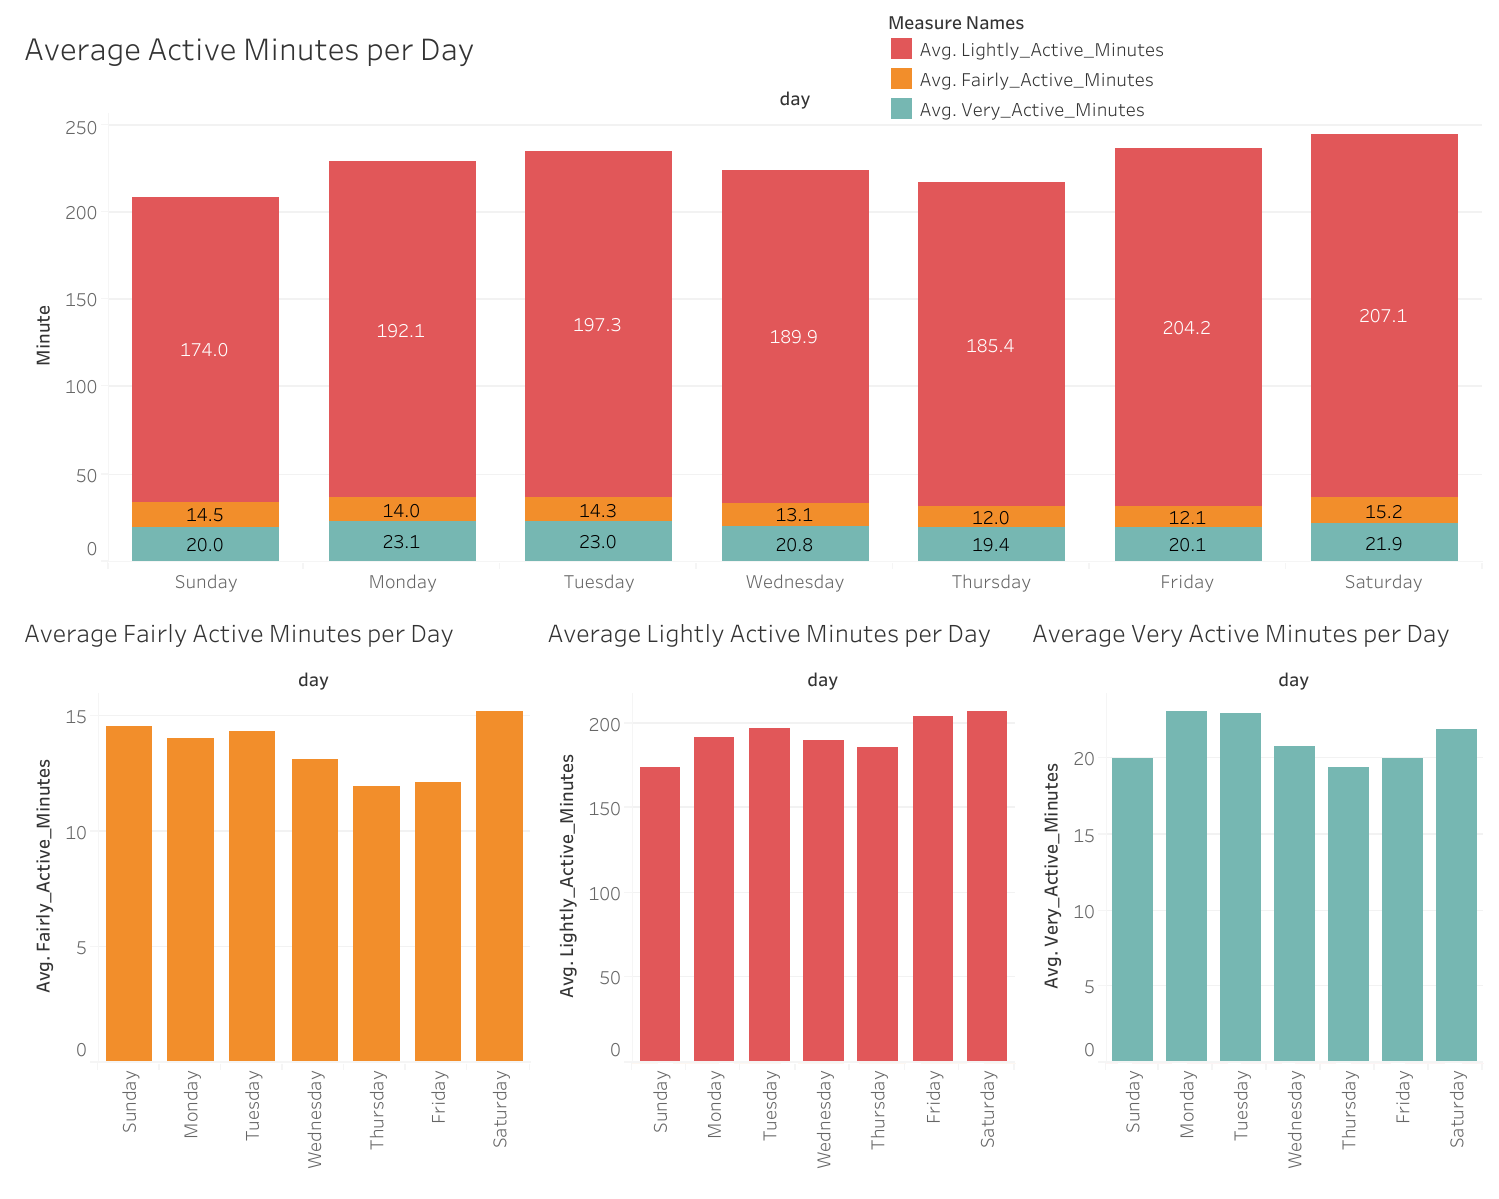 Average Active Minutes per Day
Measure Names
Avg. Lightly_Active_Minutes
Avg. Fairly_Active_Minutes
Avg. Very_Active_Minutes
day
Minute
250
200
150
100
50
0
174.0 192.1 197.3 189.9 185.4 204.2 207.1
14.5 14.0 14.3 13.1 12.0 12.1 15.2
20.0 23.1 23.0 20.8 19.4 20.1 21.9
Sunday Monday Tuesday Wednesday Thursday Friday Saturday
Average Fairly Active Minutes per Day
day
Avg. Fairly_Active_Minutes
15
10
5
0
Sunday
Monday
Tuesday
Wednesday
Thursday
Friday
Saturday
Average Lightly Active Minutes per Day
day
Avg. Lightly_Active_Minutes
200
150
100
50
0
Sunday
Monday
Tuesday
Wednesday
Thursday
Friday
Saturday
Average Very Active Minutes per Day
day
Avg. Very_Active_Minutes
20
15
10
5
0
Sunday
Monday
Tuesday
Wednesday
Thursday
Friday
Saturday